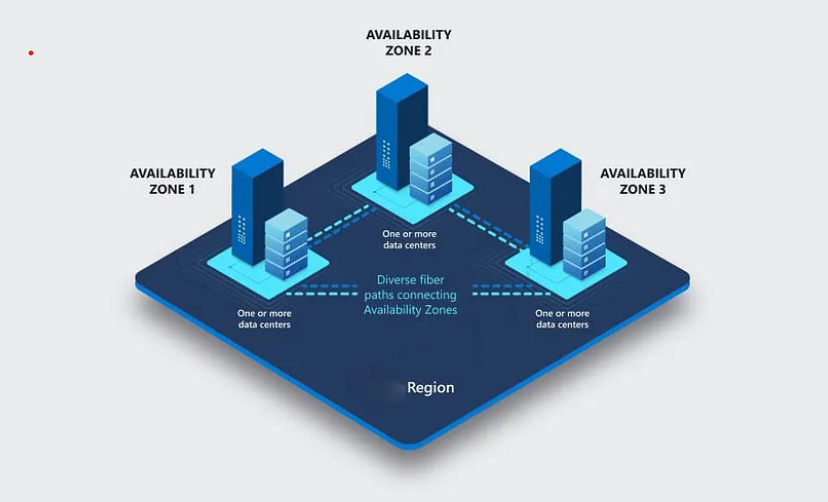 AVAILABILITY
ZONE 2
AVAILABILITY
ZONE 1
AVAILABILITY
ZONE 3
One or more
data centers
Diverse fiber
paths connecting
Availability Zones
One or more
data centers
One or more
data centers
Region